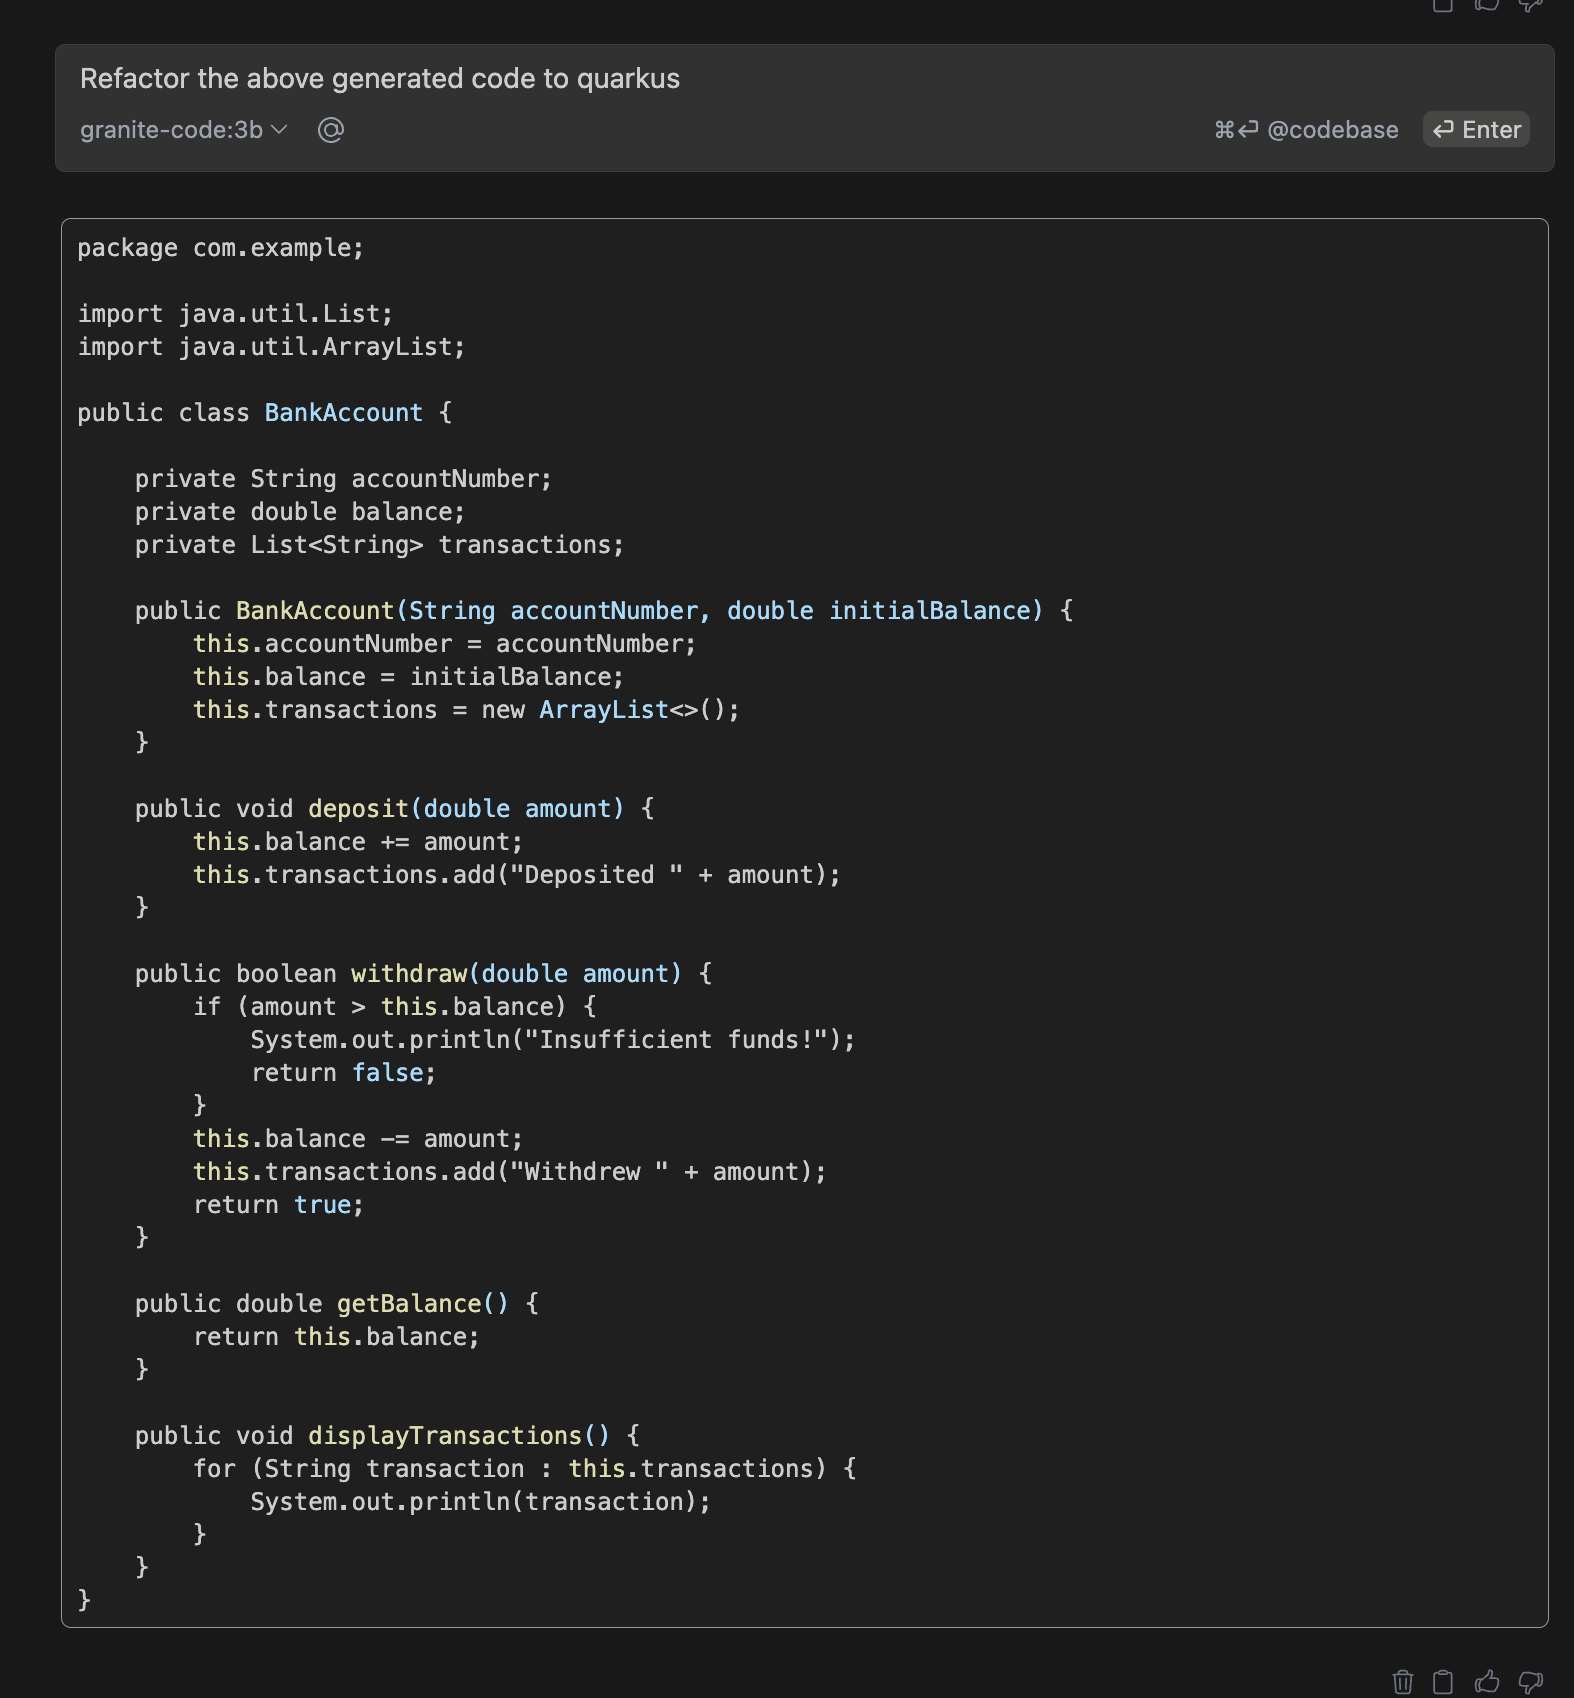 Refactor the above generated code to quarkus
granite-code:3b @ ⌘⏎ @codebase ⏎ Enter
package com.example;
import java.util.List;
import java.util.ArrayList;
public class BankAccount {
    private String accountNumber;
    private double balance;
    private List<String> transactions;
    public BankAccount(String accountNumber, double initialBalance) {
        this.accountNumber = accountNumber;
        this.balance = initialBalance;
        this.transactions = new ArrayList<>();
    }
    public void deposit(double amount) {
        this.balance += amount;
        this.transactions.add("Deposited " + amount);
    }
    public boolean withdraw(double amount) {
        if (amount > this.balance) {
            System.out.println("Insufficient funds!");
            return false;
        }
        this.balance -= amount;
        this.transactions.add("Withdrew " + amount);
        return true;
    }
    public double getBalance() {
        return this.balance;
    }
    public void displayTransactions() {
        for (String transaction : this.transactions) {
            System.out.println(transaction);
        }
    }
}